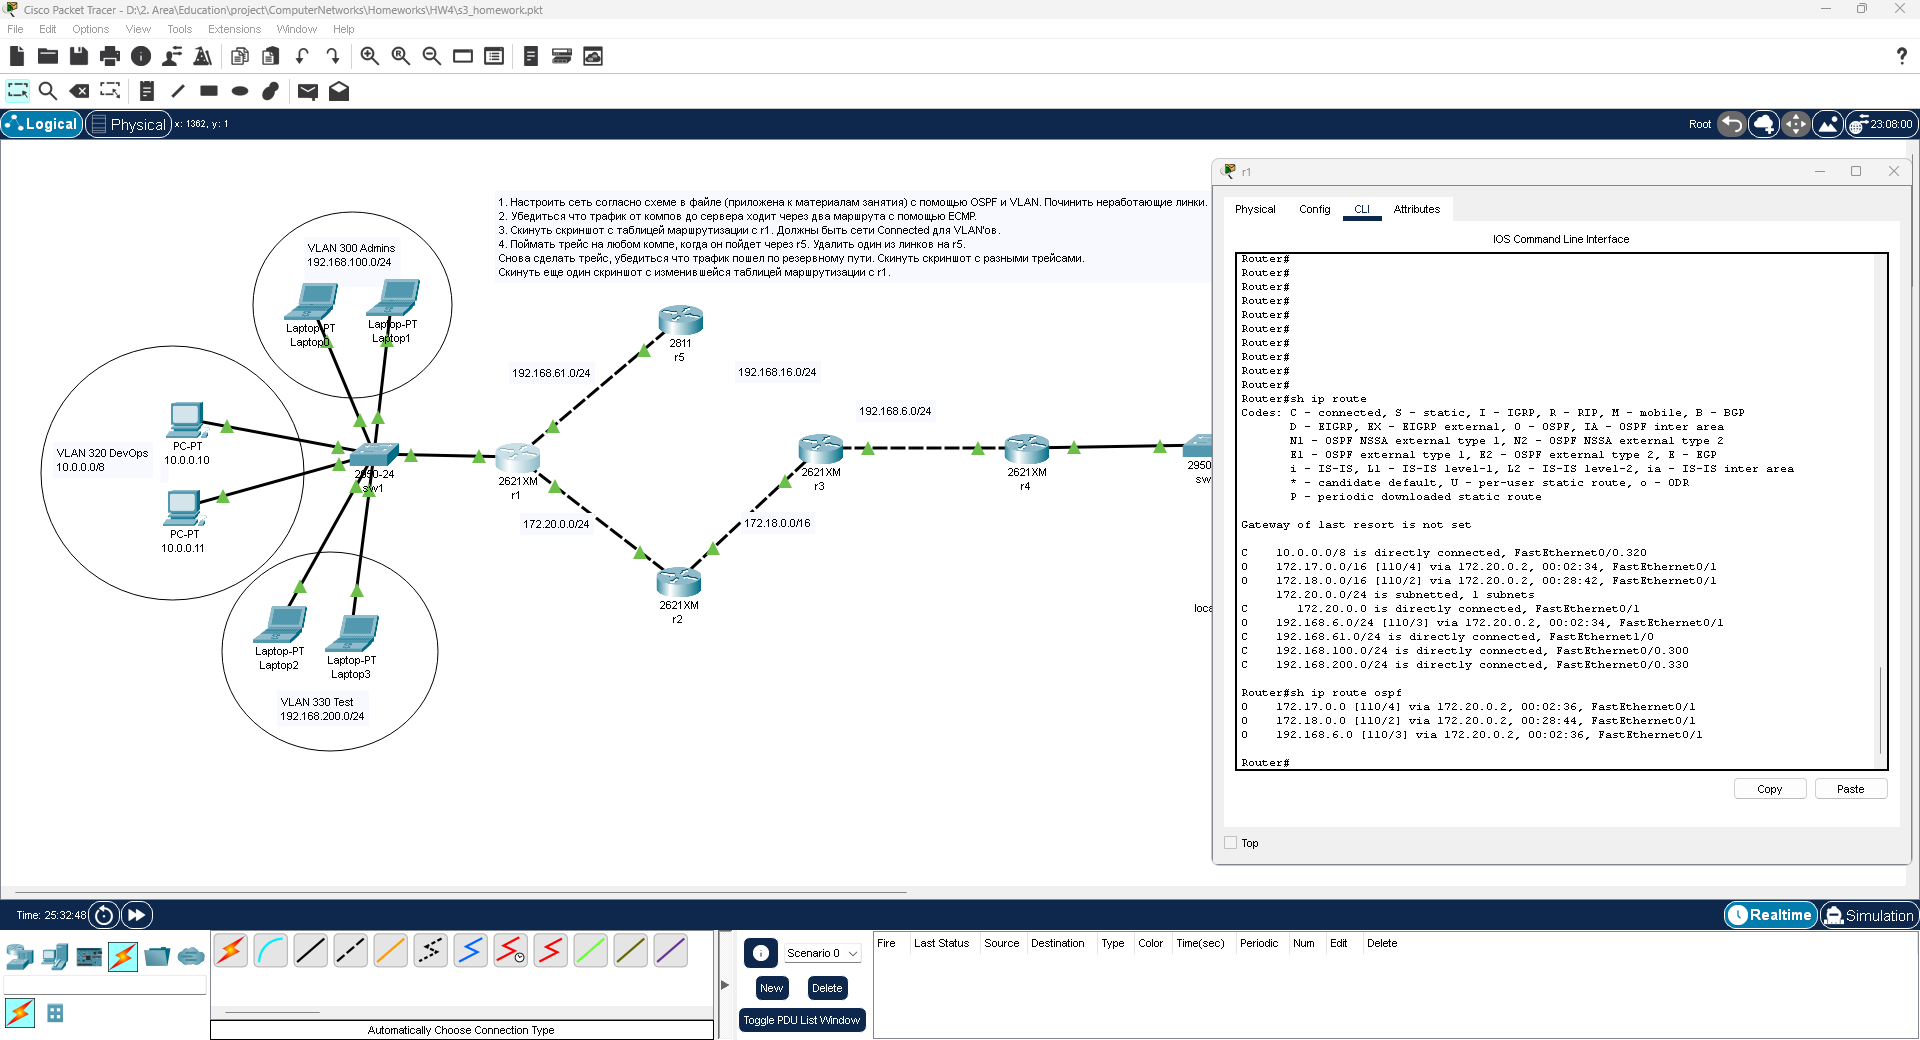 Cisco Packet Tracer - D:\2. Area\Education\project\ComputerNetworks\Homeworks\HW4\s3_homework.pkt
File Edit Options View Tools Extensions Window Help
Logical Physical x: 1362, y: 1
Root 23:08:00
1. Настроить сеть согласно схеме в файле (приложена к материалам занятия) с помощью OSPF и VLAN. Починить неработающие линки.
2. Убедиться что трафик от компов до сервера ходит через два маршрута с помощью ECMP.
3. Скинуть скриншот с таблицей маршрутизации с r1. Должны быть сети Connected для VLAN'ов.
4. Поймать трейс на любом компе, когда он пойдет через r5. Удалить один из линков на r5.
Снова сделать трейс, убедиться что трафик пошел по резервному пути. Скинуть скриншот с разными трейсами.
Скинуть еще один скриншот с изменившейся таблицей маршрутизации с r1.
VLAN 300 Admins
192.168.100.0/24
Laptop-PT
Laptop0
Laptop-PT
Laptop1
VLAN 320 DevOps
10.0.0.0/8
PC-PT
10.0.0.10
PC-PT
10.0.0.11
2950-24
sw1
2621XM
r1
192.168.61.0/24
2811
r5
192.168.16.0/24
192.168.6.0/24
2621XM
r3
2621XM
r4
2950
sw
172.20.0.0/24
172.18.0.0/16
2621XM
r2
loca
Laptop-PT
Laptop2
Laptop-PT
Laptop3
VLAN 330 Test
192.168.200.0/24
r1
Physical Config CLI Attributes
IOS Command Line Interface
Router#
Router#
Router#
Router#
Router#
Router#
Router#
Router#
Router#
Router#
Router#sh ip route
Codes: C - connected, S - static, I - IGRP, R - RIP, M - mobile, B - BGP
D - EIGRP, EX - EIGRP external, O - OSPF, IA - OSPF inter area
N1 - OSPF NSSA external type 1, N2 - OSPF NSSA external type 2
E1 - OSPF external type 1, E2 - OSPF external type 2, E - EGP
i - IS-IS, L1 - IS-IS level-1, L2 - IS-IS level-2, ia - IS-IS inter area
* - candidate default, U - per-user static route, o - ODR
P - periodic downloaded static route
Gateway of last resort is not set
C 10.0.0.0/8 is directly connected, FastEthernet0/0.320
O 172.17.0.0/16 [110/4] via 172.20.0.2, 00:02:34, FastEthernet0/1
O 172.18.0.0/16 [110/2] via 172.20.0.2, 00:28:42, FastEthernet0/1
172.20.0.0/24 is subnetted, 1 subnets
C 172.20.0.0 is directly connected, FastEthernet0/1
O 192.168.6.0/24 [110/3] via 172.20.0.2, 00:02:34, FastEthernet0/1
C 192.168.61.0/24 is directly connected, FastEthernet1/0
C 192.168.100.0/24 is directly connected, FastEthernet0/0.300
C 192.168.200.0/24 is directly connected, FastEthernet0/0.330
Router#sh ip route ospf
O 172.17.0.0 [110/4] via 172.20.0.2, 00:02:36, FastEthernet0/1
O 172.18.0.0 [110/2] via 172.20.0.2, 00:28:44, FastEthernet0/1
O 192.168.6.0 [110/3] via 172.20.0.2, 00:02:36, FastEthernet0/1
Router#
Copy Paste
Top
Time: 25:32:48
Realtime Simulation
Scenario 0
New Delete
Toggle PDU List Window
Fire Last Status Source Destination Type Color Time(sec) Periodic Num Edit Delete
Automatically Choose Connection Type